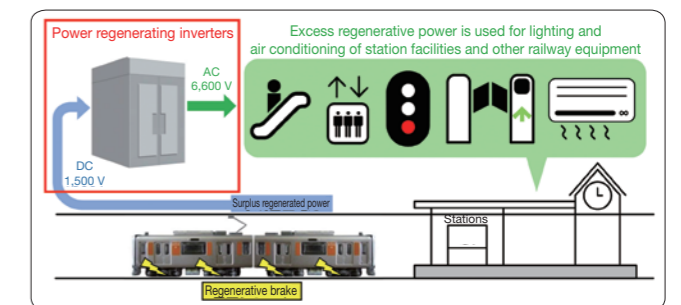 Power regenerating inverters
Excess regenerative power is used for lighting and
air conditioning of station facilities and other railway equipment
AC
6,600 V
DC
1,500 V
Surplus regenerated power
Stations
Regenerative brake